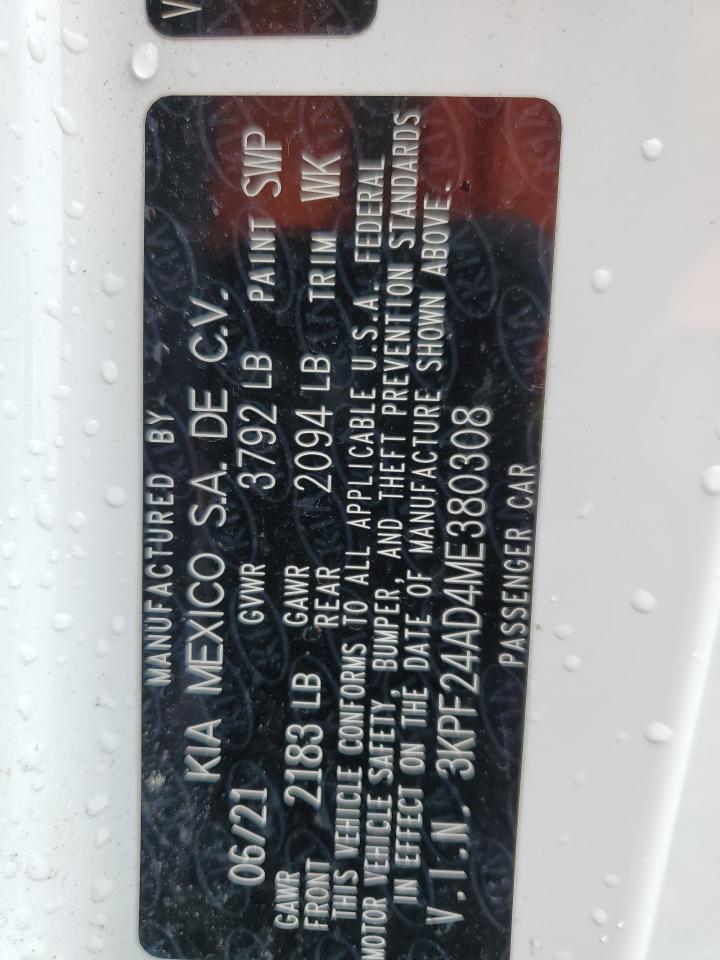 MANUFACTURED BY
KIA MEXICO S.A. DE C.V.
06/21 GVWR 3792 LB PAINT SWP
GAWR FRONT 2183 LB GAWR REAR 2094 LB TRIM WK
THIS VEHICLE CONFORMS TO ALL APPLICABLE U.S.A. FEDERAL
MOTOR VEHICLE SAFETY, BUMPER, AND THEFT PREVENTION STANDARDS
IN EFFECT ON THE DATE OF MANUFACTURE SHOWN ABOVE.
V.I.N. 3KPF24AD4ME380308
PASSENGER CAR